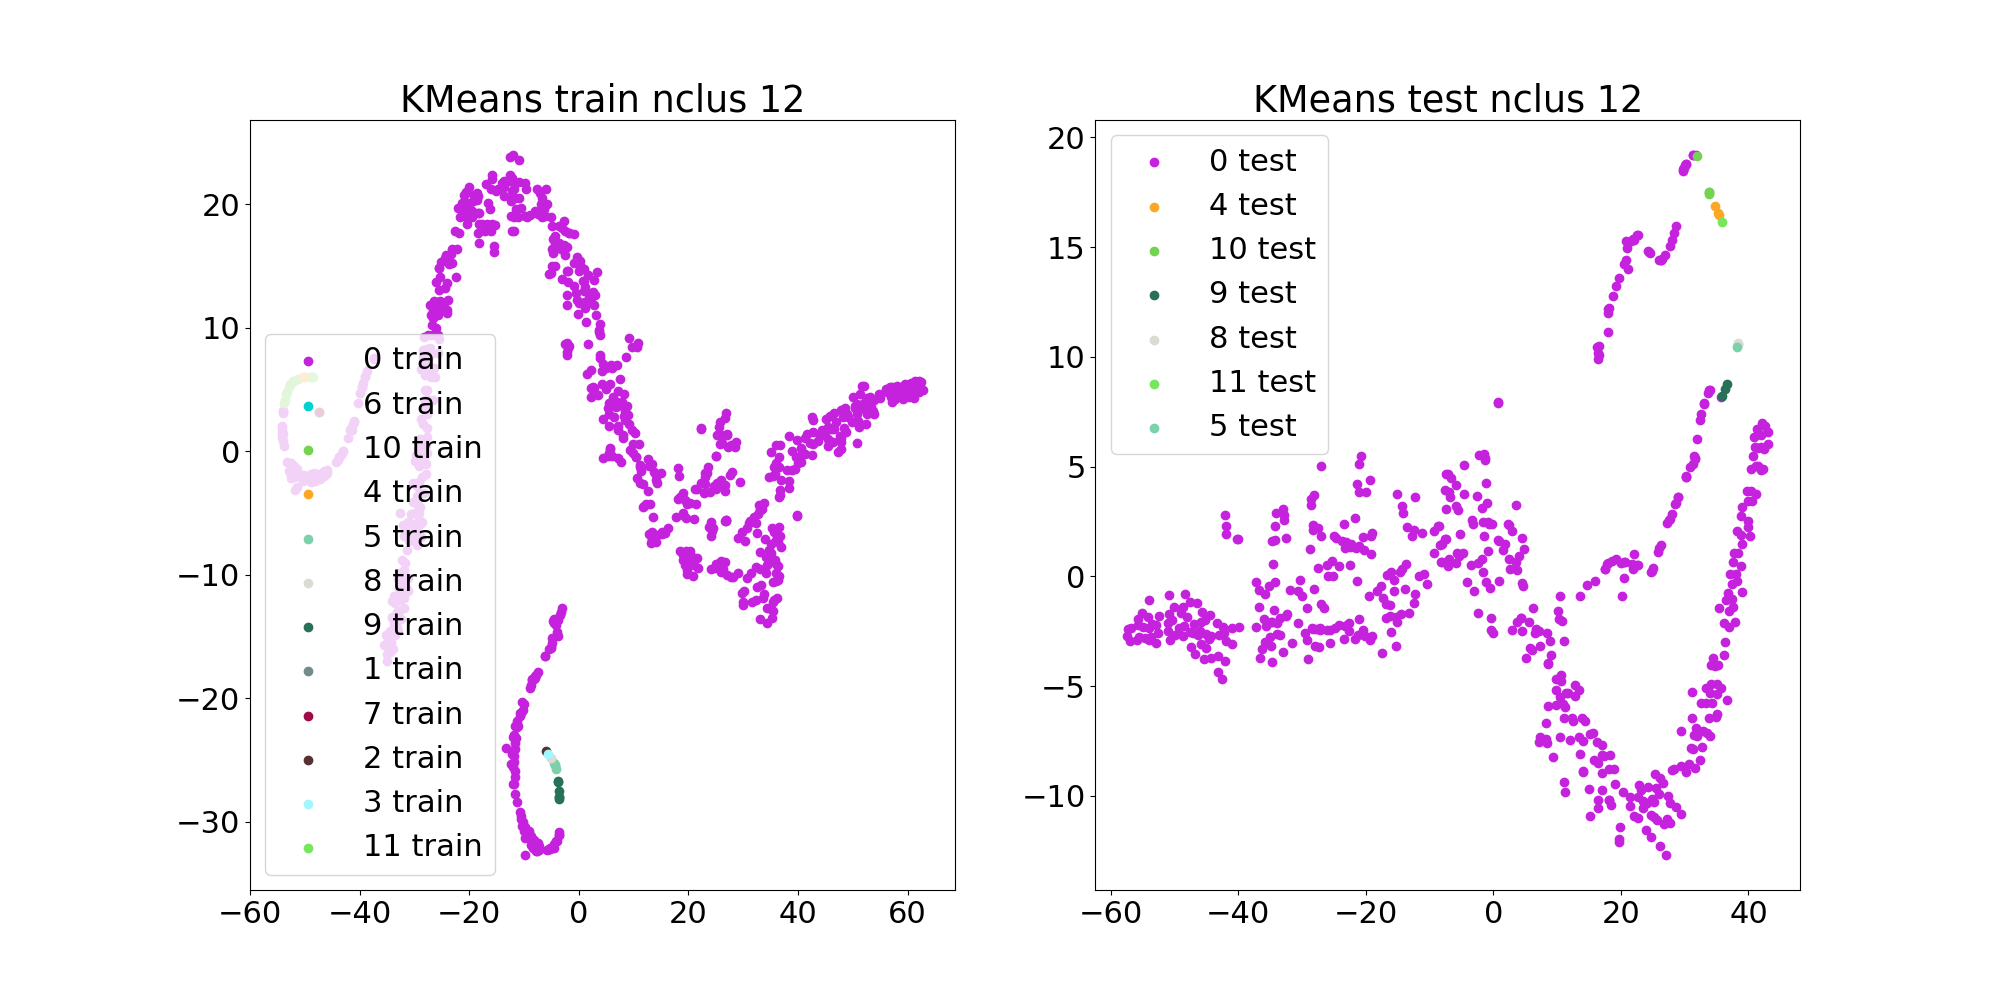 KMeans train nclus 12
20
10
0
−10
−20
−30
−60
−40
−20
0
20
40
60
0 train
6 train
10 train
4 train
5 train
8 train
9 train
1 train
7 train
2 train
3 train
11 train
KMeans test nclus 12
20
15
10
5
0
−5
−10
−60
−40
−20
0
20
40
0 test
4 test
10 test
9 test
8 test
11 test
5 test